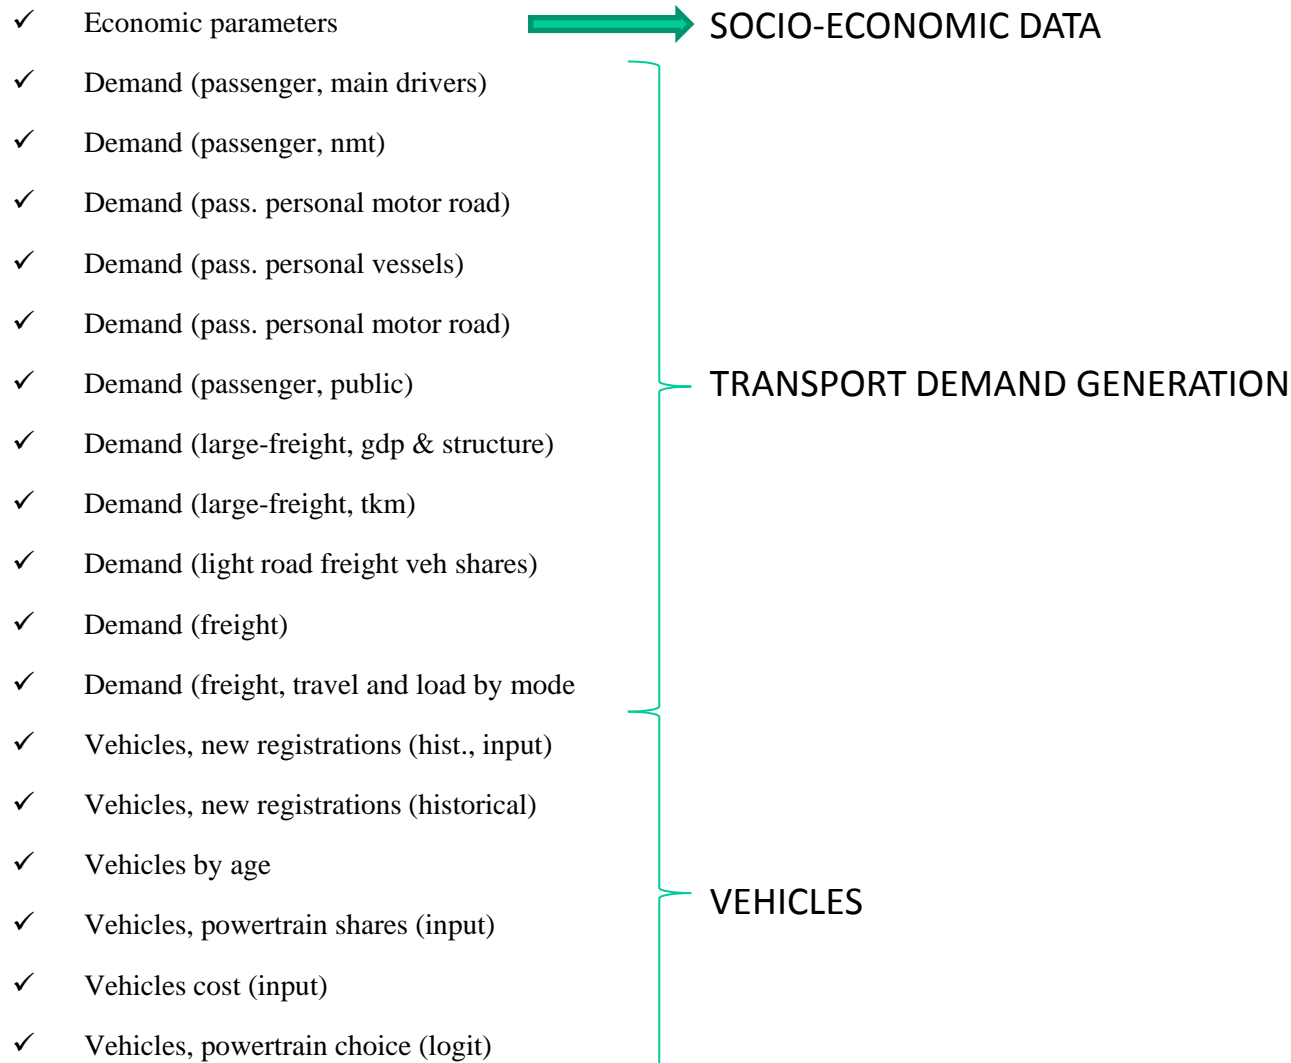 ✓ Economic parameters
SOCIO-ECONOMIC DATA
✓ Demand (passenger, main drivers)
✓ Demand (passenger, nmt)
✓ Demand (pass. personal motor road)
✓ Demand (pass. personal vessels)
✓ Demand (pass. personal motor road)
✓ Demand (passenger, public)
TRANSPORT DEMAND GENERATION
✓ Demand (large-freight, gdp & structure)
✓ Demand (large-freight, tkm)
✓ Demand (light road freight veh shares)
✓ Demand (freight)
✓ Demand (freight, travel and load by mode
✓ Vehicles, new registrations (hist., input)
✓ Vehicles, new registrations (historical)
✓ Vehicles by age
VEHICLES
✓ Vehicles, powertrain shares (input)
✓ Vehicles cost (input)
✓ Vehicles, powertrain choice (logit)